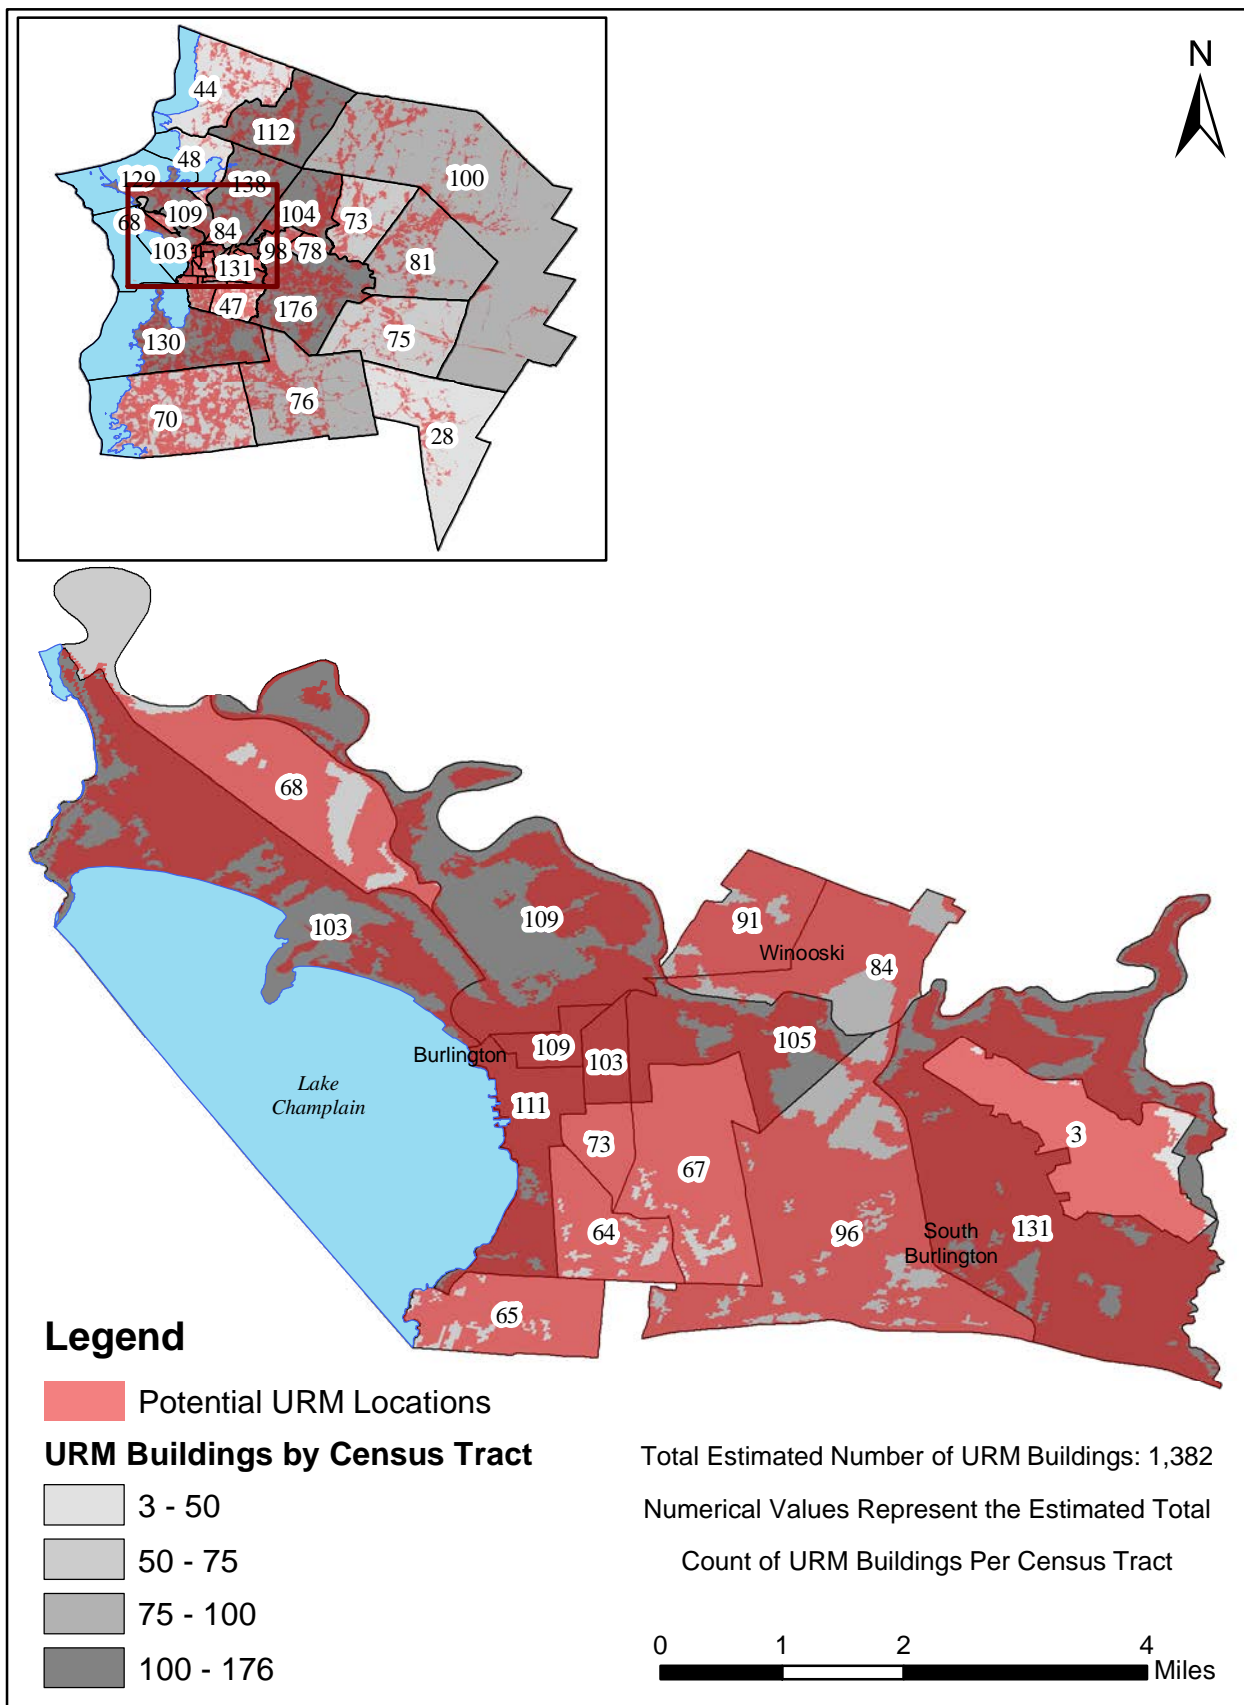 N
44
112
48
129
138
100
109
104
73
68
84
103
98
78
81
131
47
176
130
75
76
70
28
68
91
109
Winooski
103
84
105
109
Burlington
103
Lake
Champlain
111
3
73
67
64
96
South
Burlington
131
65
Legend
Potential URM Locations
URM Buildings by Census Tract
3 - 50
50 - 75
75 - 100
100 - 176
Total Estimated Number of URM Buildings: 1,382
Numerical Values Represent the Estimated Total
Count of URM Buildings Per Census Tract
0 1 2 4
Miles